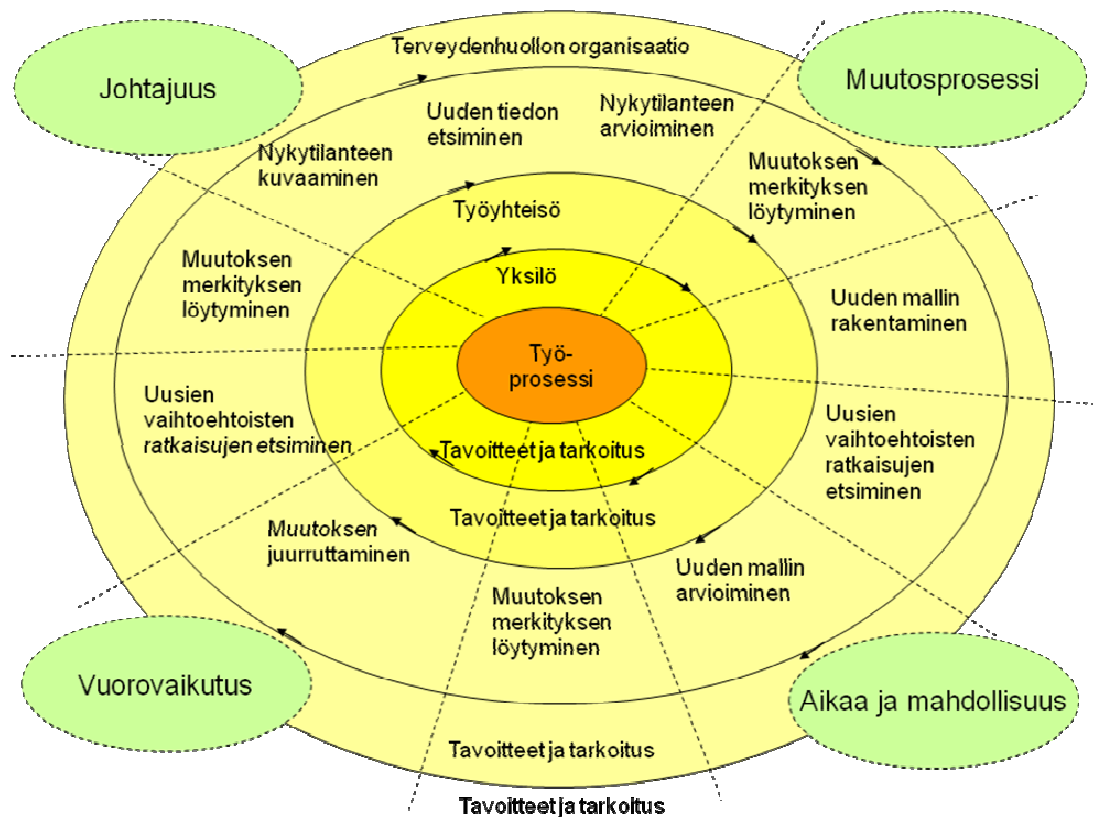 Terveydenhuollon organisaatio
Johtajuus
Muutosprosessi
Uuden tiedon
etsiminen
Nykytilanteen
arvioiminen
Nykytilanteen
kuvaaminen
Muutoksen
merkityksen
löytyminen
Työyhteisö
Muutoksen
merkityksen
löytyminen
Yksilö
Uuden mallin
rakentaminen
Työ-
prosessi
Uusien
vaihtoehtoisten
ratkaisujen etsiminen
Uusien
vaihtoehtoisten
ratkaisujen
etsiminen
Tavoitteet ja tarkoitus
Tavoitteet ja tarkoitus
Muutoksen
juurruttaminen
Uuden mallin
arvioiminen
Muutoksen
merkityksen
löytyminen
Vuorovaikutus
Aikaa ja mahdollisuus
Tavoitteet ja tarkoitus
Tavoitteet ja tarkoitus